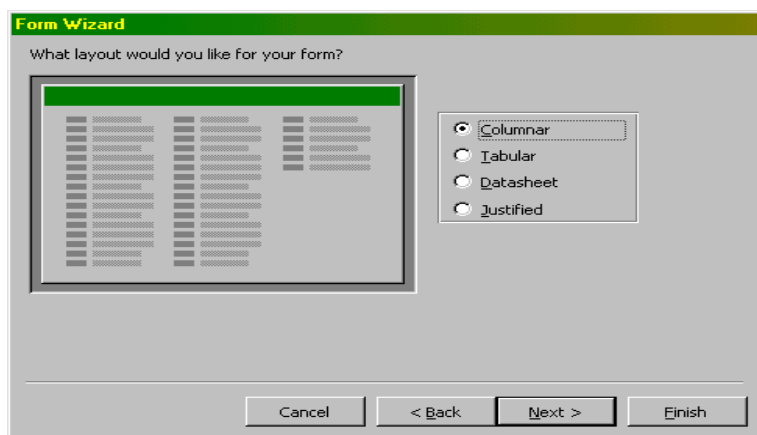 Form Wizard
What layout would you like for your form?
Columnar
Tabular
Datasheet
Justified
Cancel
< Back
Next >
Finish